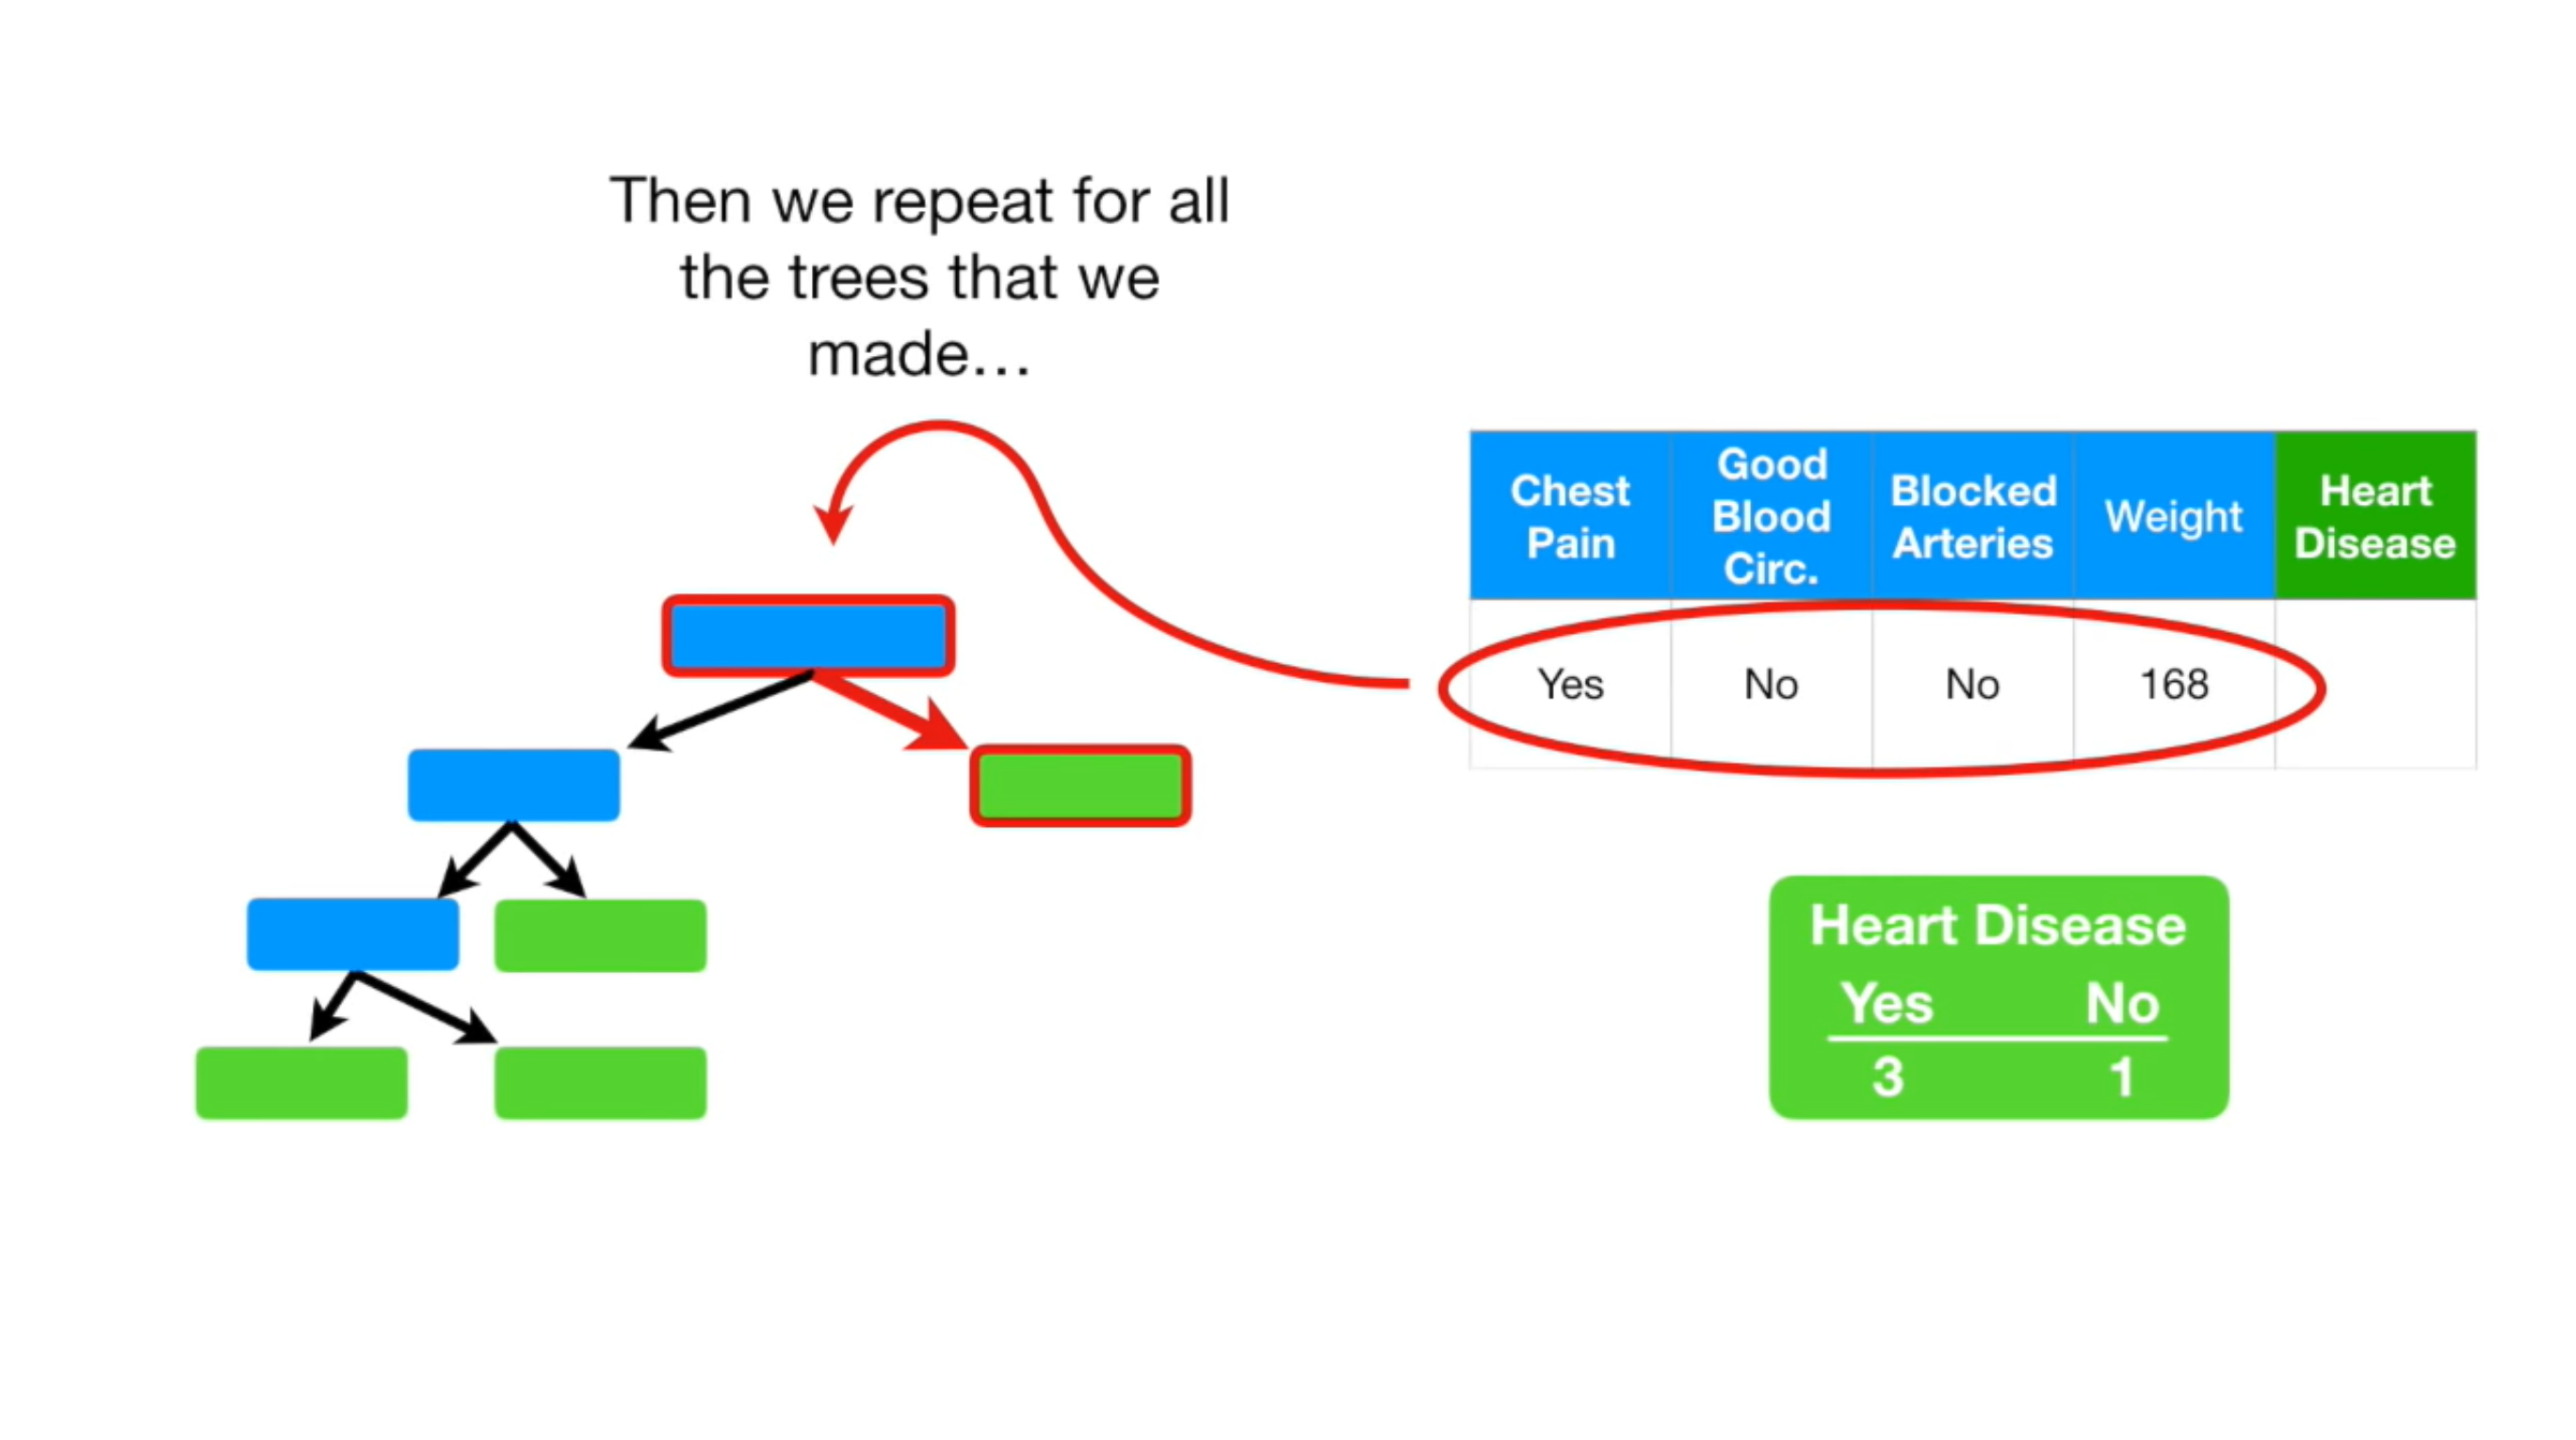 Then we repeat for all
the trees that we
made…
Chest
Pain
Good
Blood
Circ.
Blocked
Arteries
Weight
Heart
Disease
Yes
No
No
168
Heart Disease
Yes No
3 1